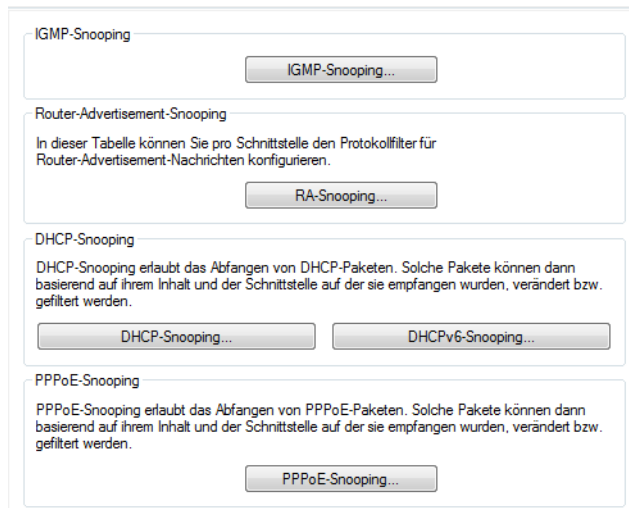 IGMP-Snooping
IGMP-Snooping...
Router-Advertisement-Snooping
In dieser Tabelle können Sie pro Schnittstelle den Protokollfilter für
Router-Advertisement-Nachrichten konfigurieren.
RA-Snooping...
DHCP-Snooping
DHCP-Snooping erlaubt das Abfangen von DHCP-Paketen. Solche Pakete können dann
basierend auf ihrem Inhalt und der Schnittstelle auf der sie empfangen wurden, verändert bzw.
gefiltert werden.
DHCP-Snooping... DHCPv6-Snooping...
PPPoE-Snooping
PPPoE-Snooping erlaubt das Abfangen von PPPoE-Paketen. Solche Pakete können dann
basierend auf ihrem Inhalt und der Schnittstelle auf der sie empfangen wurden, verändert bzw.
gefiltert werden.
PPPoE-Snooping...